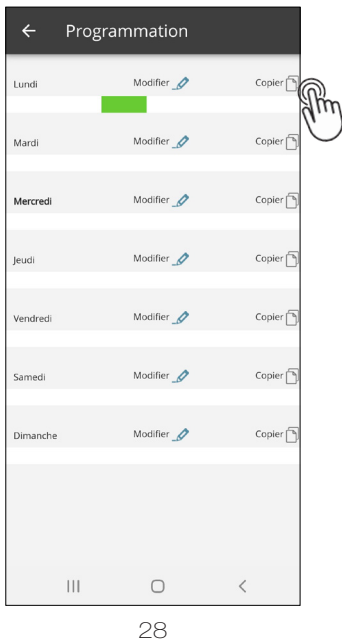 Programmation
Lundi Modifier Copier
Mardi Modifier Copier
Mercredi Modifier Copier
Jeudi Modifier Copier
Vendredi Modifier Copier
Samedi Modifier Copier
Dimanche Modifier Copier
28